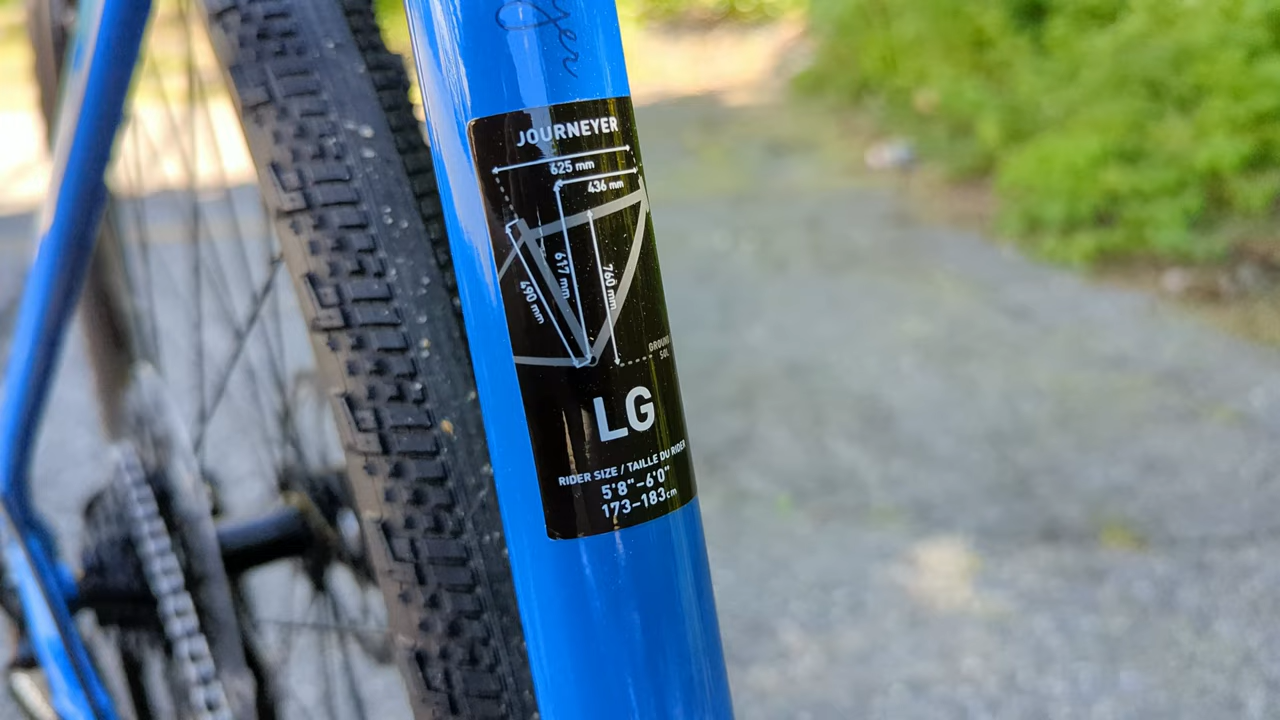 JOURNEYER
625 mm
436 mm
617 mm
760 mm
490 mm
GROUND
SOL
LG
RIDER SIZE / TAILLE DU RIDER
5'8"–6'0"
173–183cm